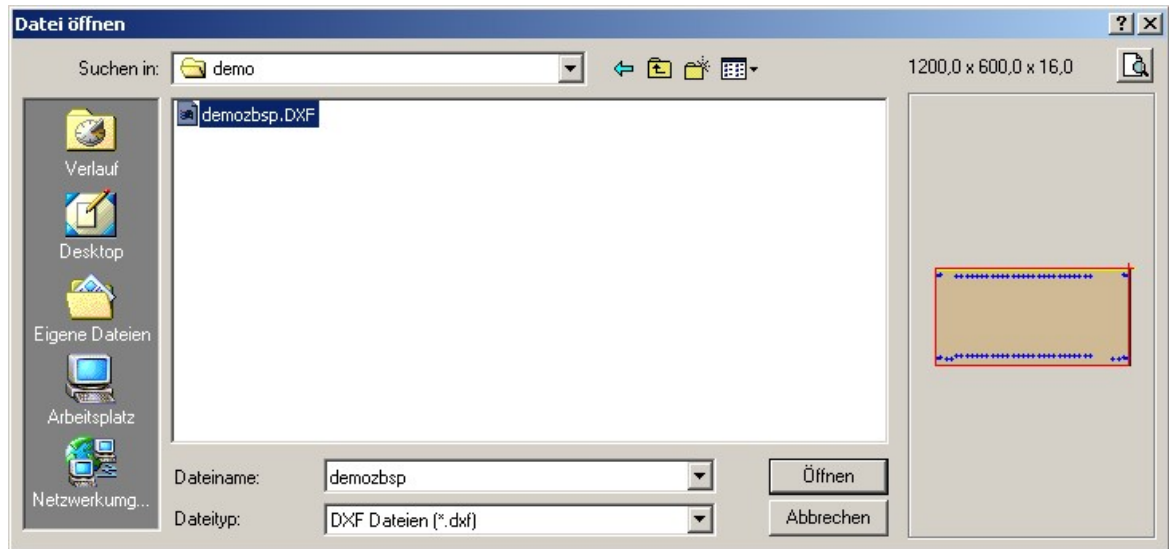 Datei öffnen
Suchen in:
demo
1200,0 x 600,0 x 16,0
demozbsp.DXF
Verlauf
Desktop
Eigene Dateien
Arbeitsplatz
Netzwerkumg...
Dateiname:
demozbsp
Öffnen
Dateityp:
DXF Dateien (*.dxf)
Abbrechen